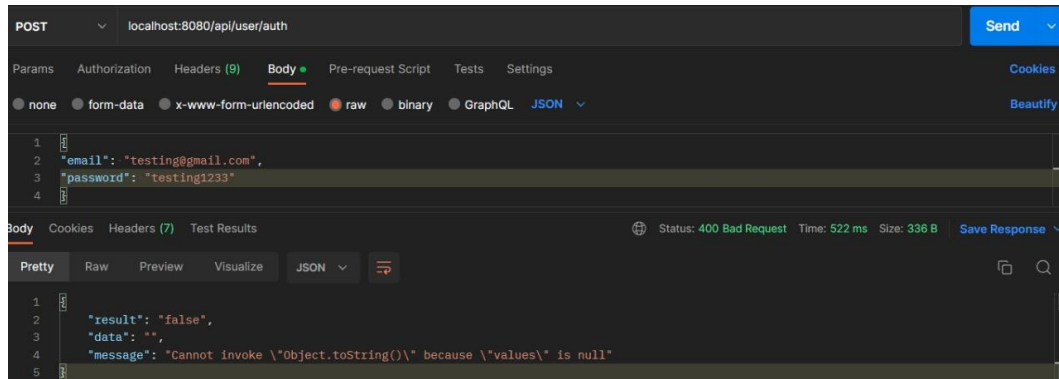 POST localhost:8080/api/user/auth Send
Params Authorization Headers (9) Body Pre-request Script Tests Settings Cookies
none form-data x-www-form-urlencoded raw binary GraphQL JSON Beautify
1 {
2 "email": "testing@gmail.com",
3 "password": "testing1233"
4 }
Body Cookies Headers (7) Test Results Status: 400 Bad Request Time: 522 ms Size: 336 B Save Response
Pretty Raw Preview Visualize JSON
1 {
2 "result": "false",
3 "data": "",
4 "message": "Cannot invoke \"Object.toString()\" because \"values\" is null"
5 }